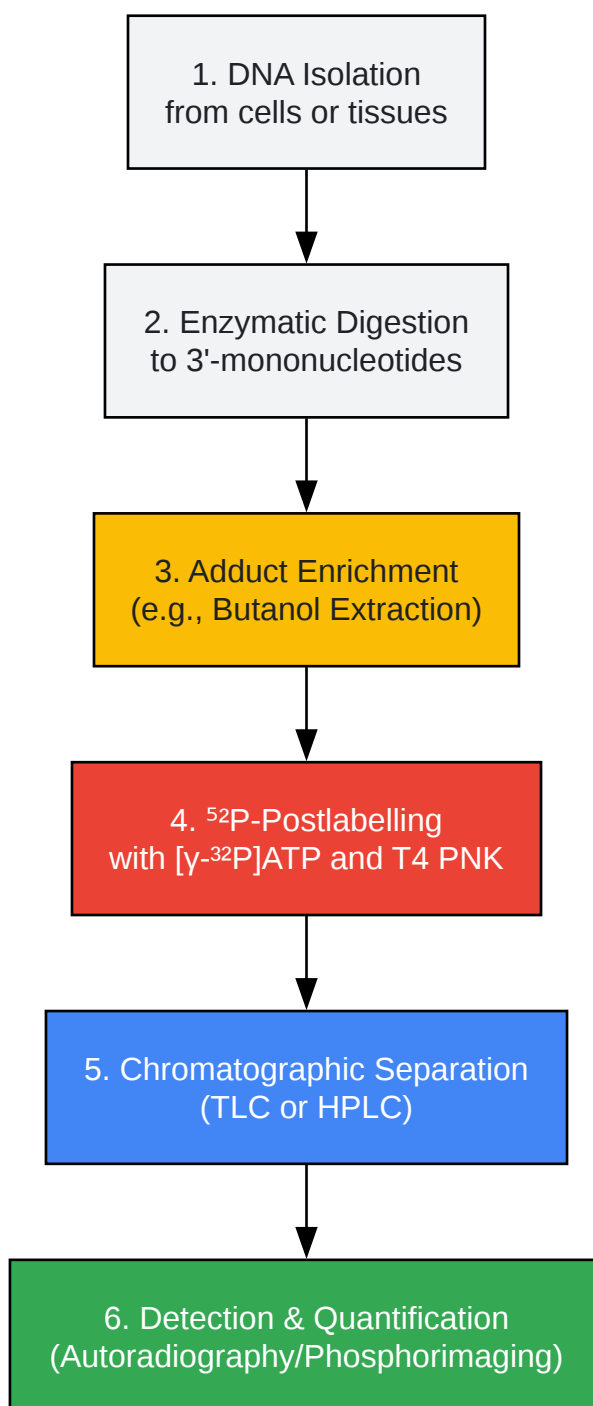 1. DNA Isolation
from cells or tissues
2. Enzymatic Digestion
to 3'-mononucleotides
3. Adduct Enrichment
(e.g., Butanol Extraction)
4. ⁵²P-Postlabelling
with [γ-³²P]ATP and T4 PNK
5. Chromatographic Separation
(TLC or HPLC)
6. Detection & Quantification
(Autoradiography/Phosphorimaging)